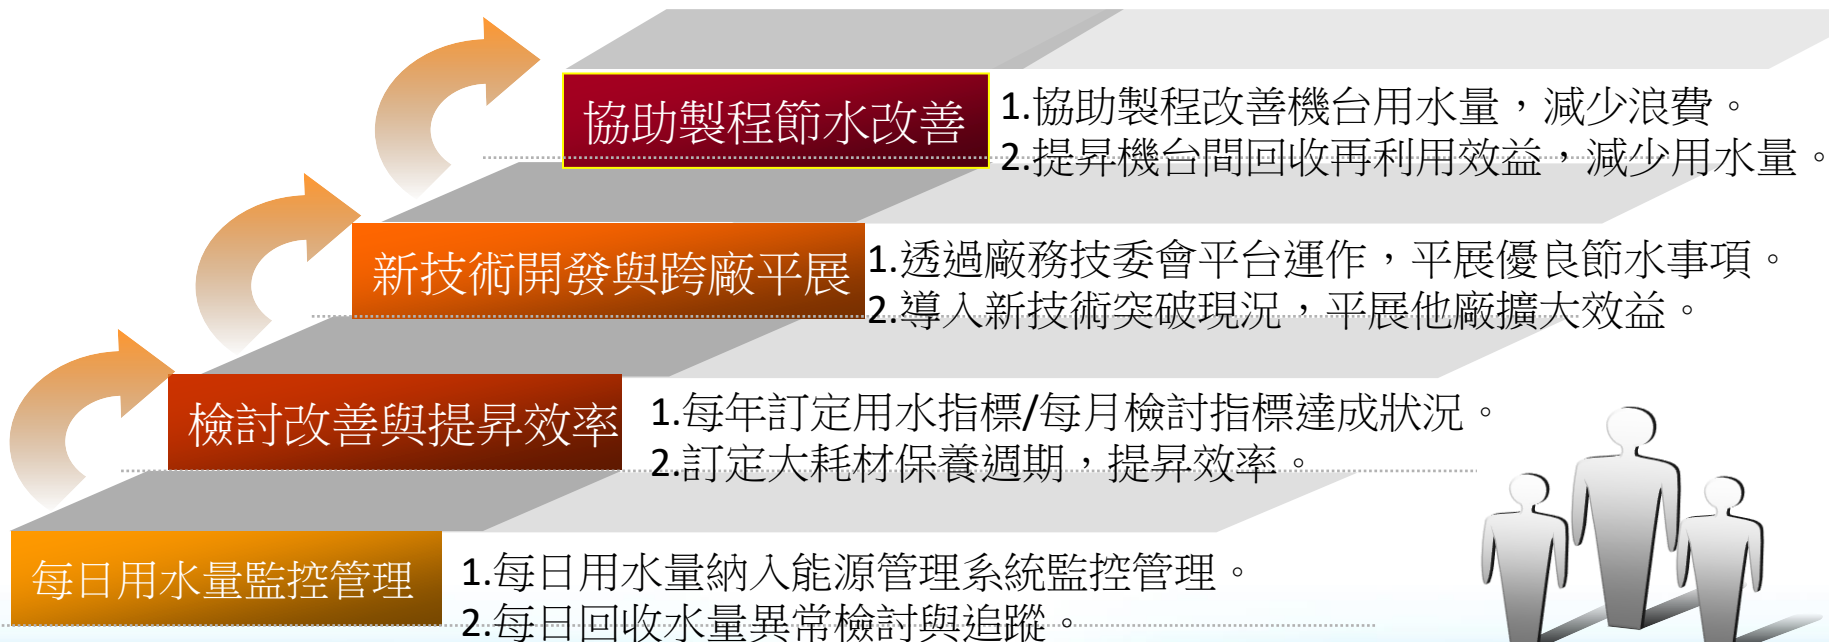 協助製程節水改善
1.協助製程改善機台用水量，減少浪費。
2.提昇機台間回收再利用效益，減少用水量。
新技術開發與跨廠平展
1.透過廠務技委會平台運作，平展優良節水事項。
2.導入新技術突破現況，平展他廠擴大效益。
檢討改善與提昇效率
1.每年訂定用水指標/每月檢討指標達成狀況。
2.訂定大耗材保養週期，提昇效率。
每日用水量監控管理
1.每日用水量納入能源管理系統監控管理。
2.每日回收水量異常檢討與追蹤。